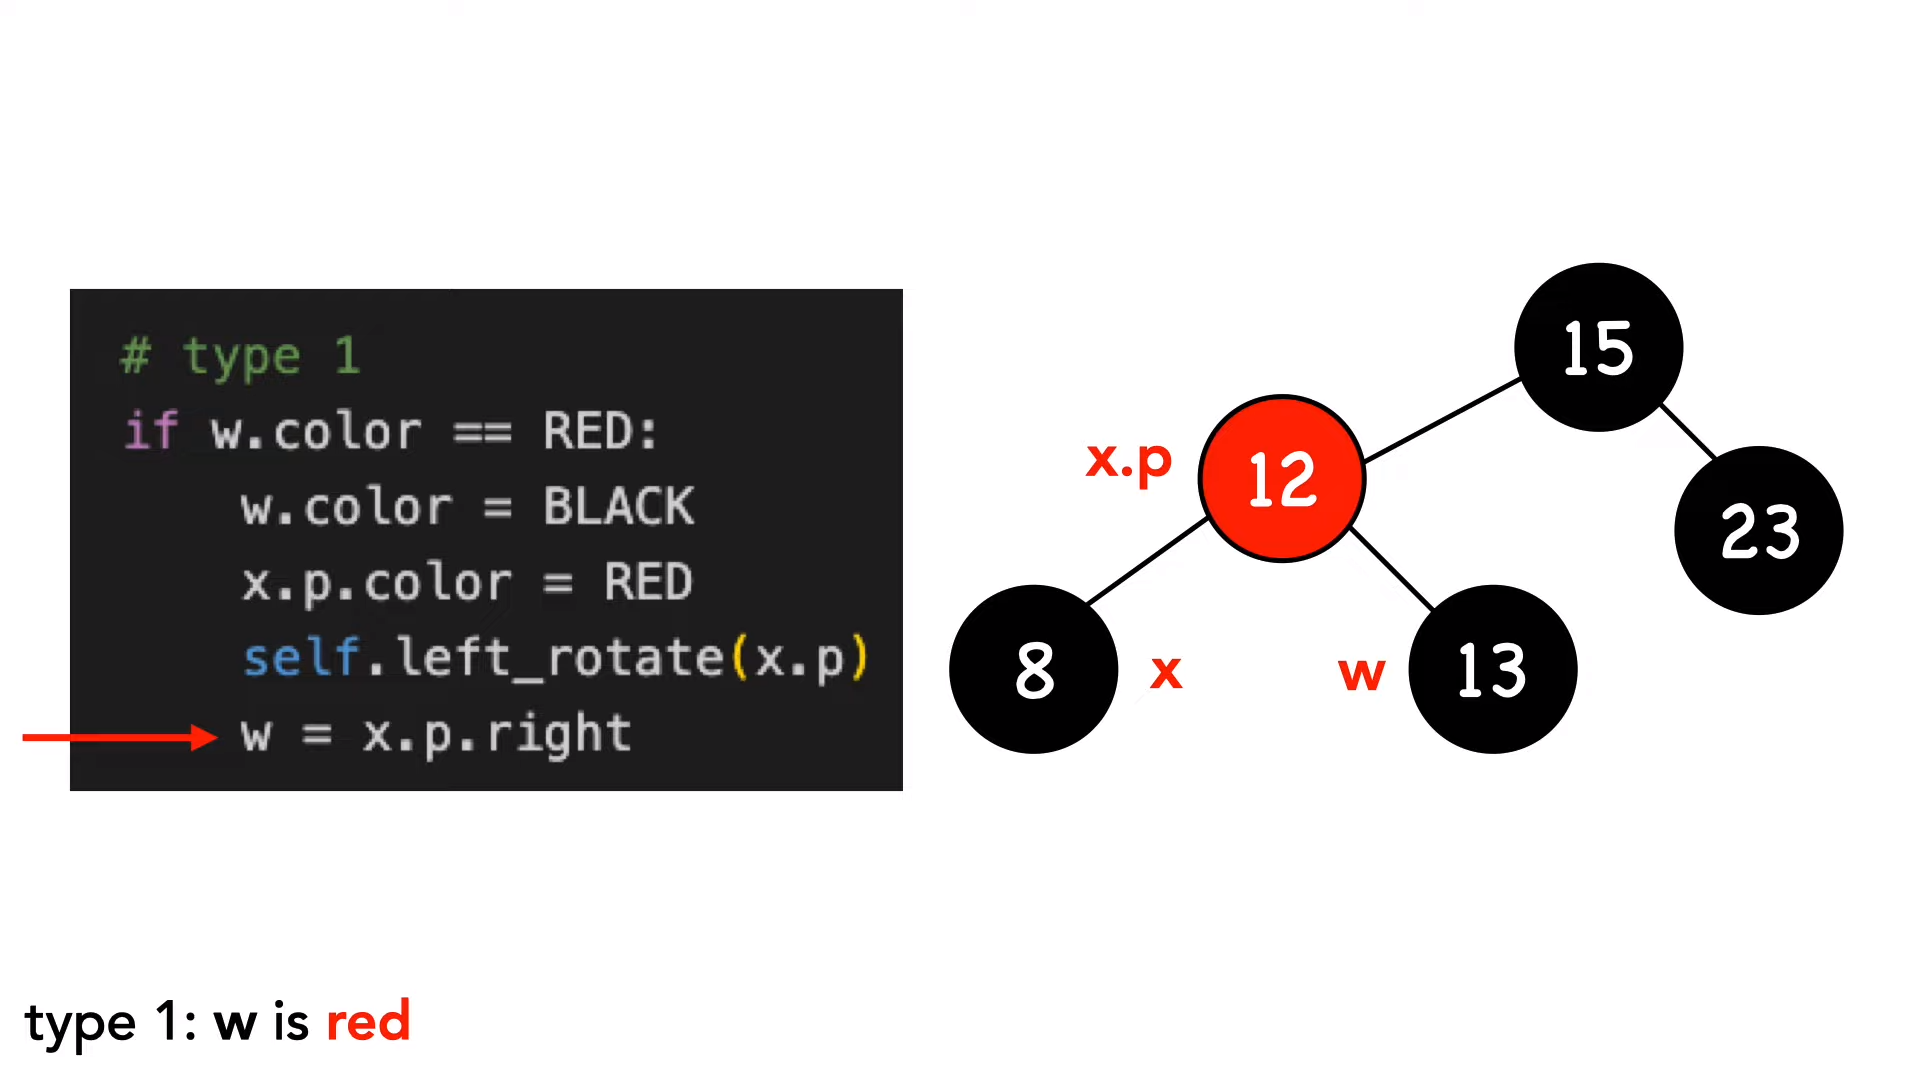 # type 1
if w.color == RED:
w.color = BLACK
x.p.color = RED
self.left_rotate(x.p)
w = x.p.right
15
x.p
12
23
8
x
w
13
type 1: w is red